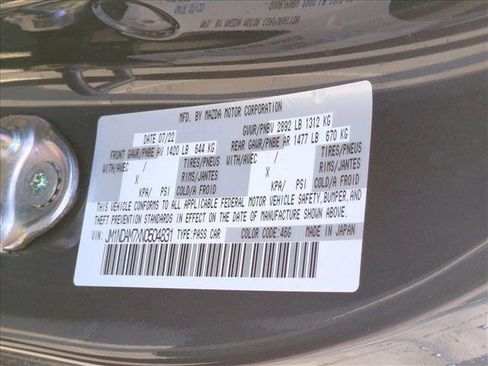 MFD. BY MAZDA MOTOR CORPORATION
DATE 07/22 GVWR/PNBV 2892 LB 1312 KG
FRONT GAWR/PNBE AV 1420 LB 644 KG REAR GAWR/PNBE AR 1477 LB 670 KG
WITH/AVEC / TIRES/PNEUS WITH/AVEC / TIRES/PNEUS
X RIMS/JANTES X RIMS/JANTES
KPA/ PSI COLD/A FROID KPA/ PSI COLD/A FROID
THIS VEHICLE CONFORMS TO ALL APPLICABLE FEDERAL MOTOR VEHICLE SAFETY, BUMPER, AND
THEFT PREVENTION STANDARDS IN EFFECT ON THE DATE OF MANUFACTURE SHOWN ABOVE.
VIN: JM1NDAM7XN0504831 TYPE:PASS CAR COLOR CODE:46G MADE IN JAPAN